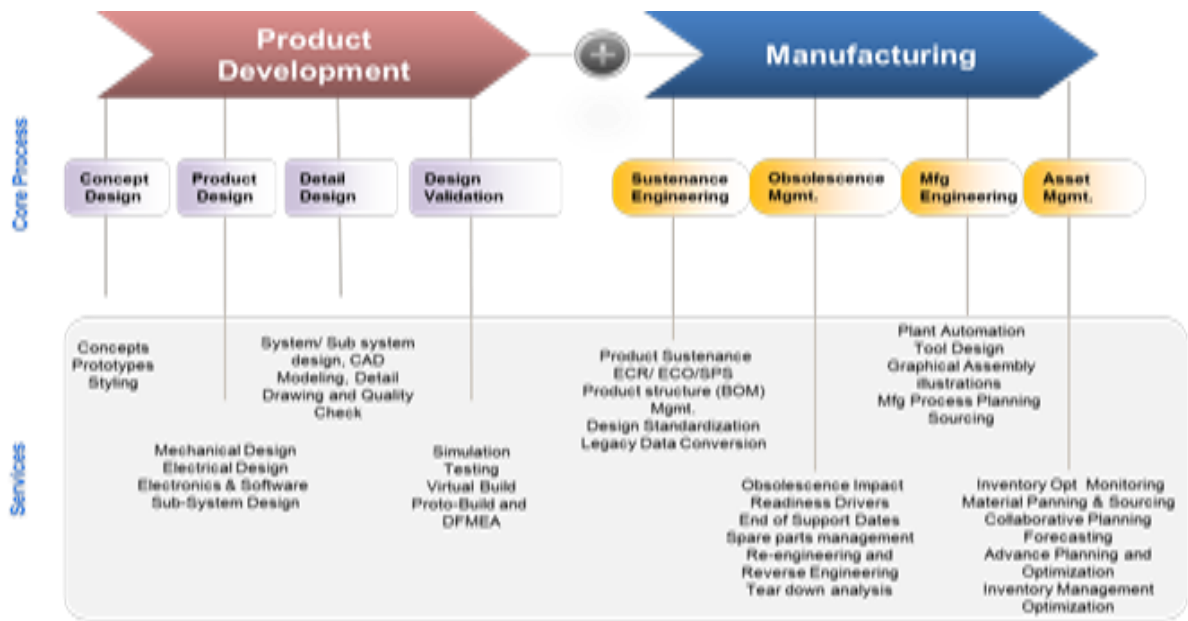 Product
Development
Manufacturing
Core Process
Concept
Design
Product
Design
Detail
Design
Design
Validation
Sustenance
Engineering
Obsolescence
Mgmt.
Mfg
Engineering
Asset
Mgmt.
Services
Concepts
Prototypes
Styling
Mechanical Design
Electrical Design
Electronics & Software
Sub-System Design
System/ Sub system
design, CAD
Modeling, Detail
Drawing and Quality
Check
Simulation
Testing
Virtual Build
Proto-Build and
DFMEA
Product Sustenance
ECR/ ECO/SPS
Product structure (BOM)
Mgmt.
Design Standardization
Legacy Data Conversion
Obsolescence Impact
Readiness Drivers
End of Support Dates
Spare parts management
Re-engineering and
Reverse Engineering
Tear down analysis
Plant Automation
Tool Design
Graphical Assembly
illustrations
Mfg Process Planning
Sourcing
Inventory Opt Monitoring
Material Panning & Sourcing
Collaborative Planning
Forecasting
Advance Planning and
Optimization
Inventory Management
Optimization